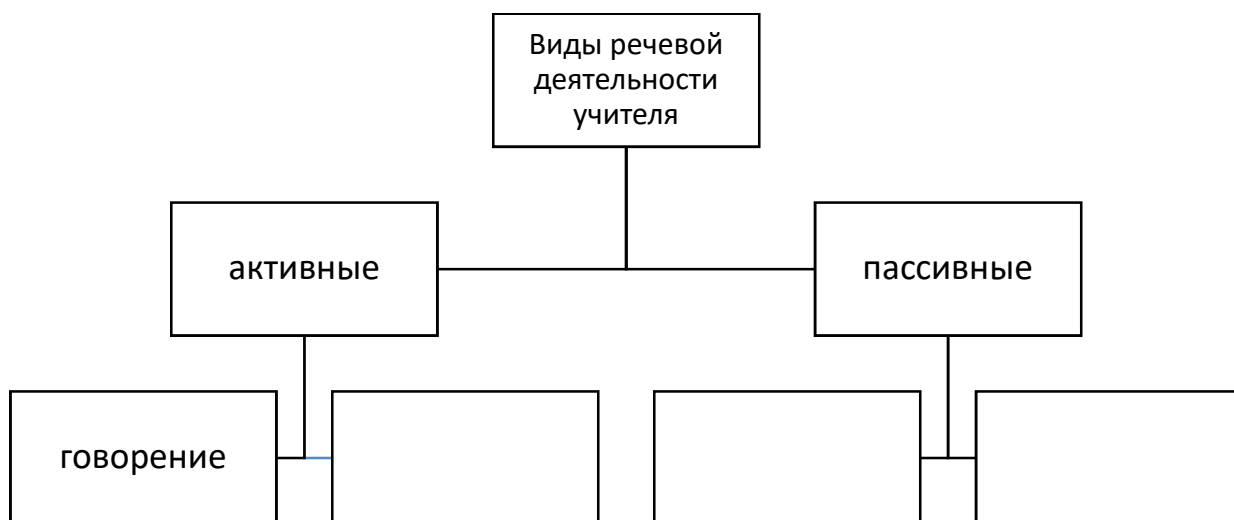 Виды речевой
деятельности
учителя
активные
пассивные
говорение